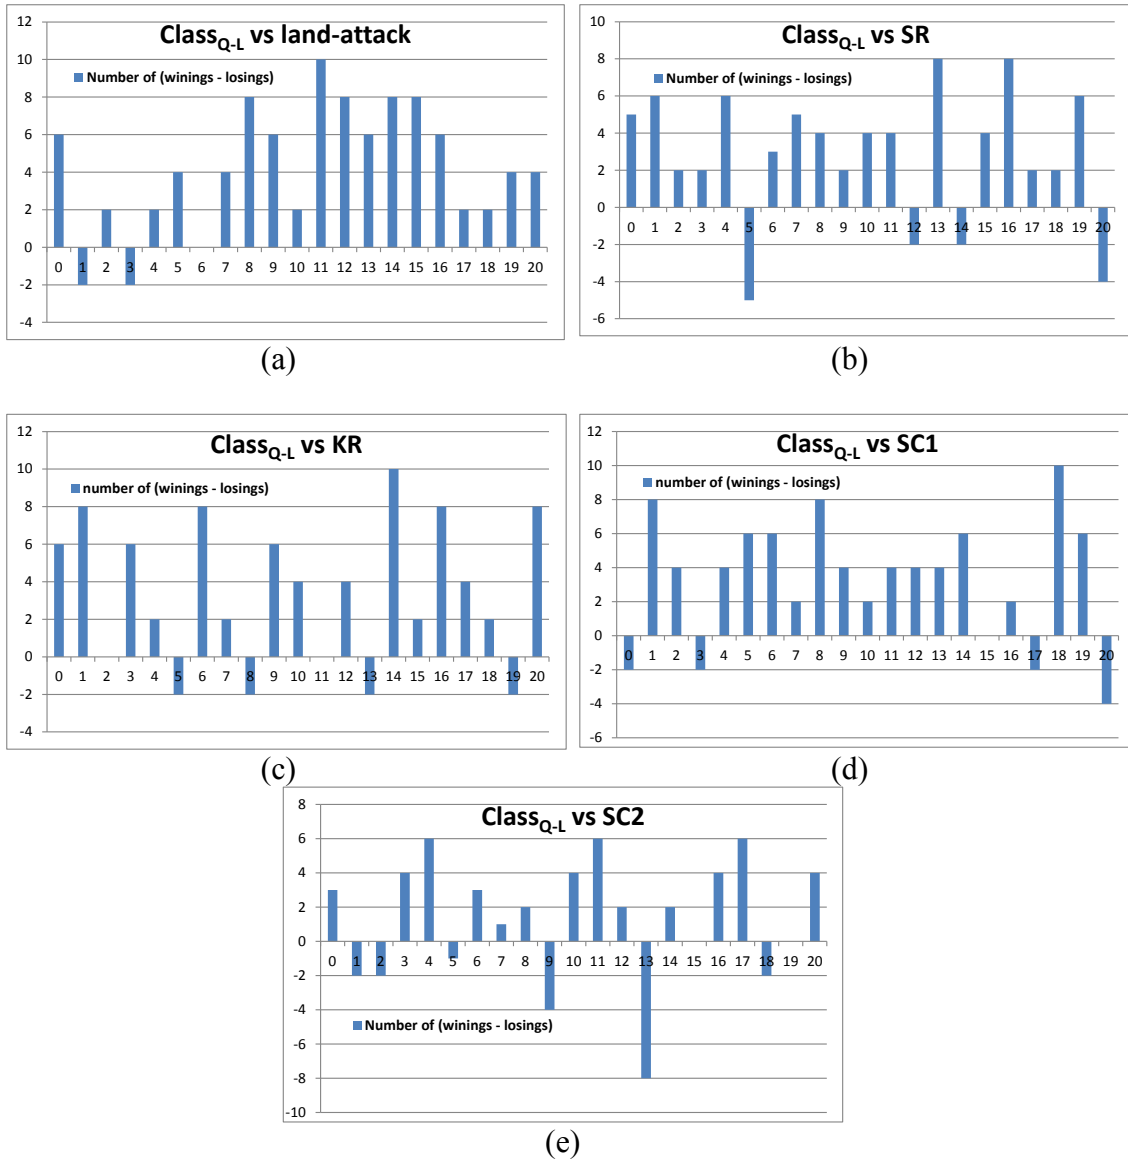 Class_Q-L vs land-attack
Number of (winings - losings)
12
10
8
6
4
2
0
-2
-4
0 1 2 3 4 5 6 7 8 9 10 11 12 13 14 15 16 17 18 19 20
(a)
Class_Q-L vs SR
Number of (winings - losings)
10
8
6
4
2
0
-2
-4
-6
0 1 2 3 4 5 6 7 8 9 10 11 12 13 14 15 16 17 18 19 20
(b)
Class_Q-L vs KR
number of (winings - losings)
12
10
8
6
4
2
0
-2
-4
0 1 2 3 4 5 6 7 8 9 10 11 12 13 14 15 16 17 18 19 20
(c)
Class_Q-L vs SC1
number of (winings - losings)
12
10
8
6
4
2
0
-2
-4
-6
0 1 2 3 4 5 6 7 8 9 10 11 12 13 14 15 16 17 18 19 20
(d)
Class_Q-L vs SC2
8
6
4
2
0
-2
-4
-6
-8
-10
0 1 2 3 4 5 6 7 8 9 10 11 12 13 14 15 16 17 18 19 20
Number of (winings - losings)
(e)